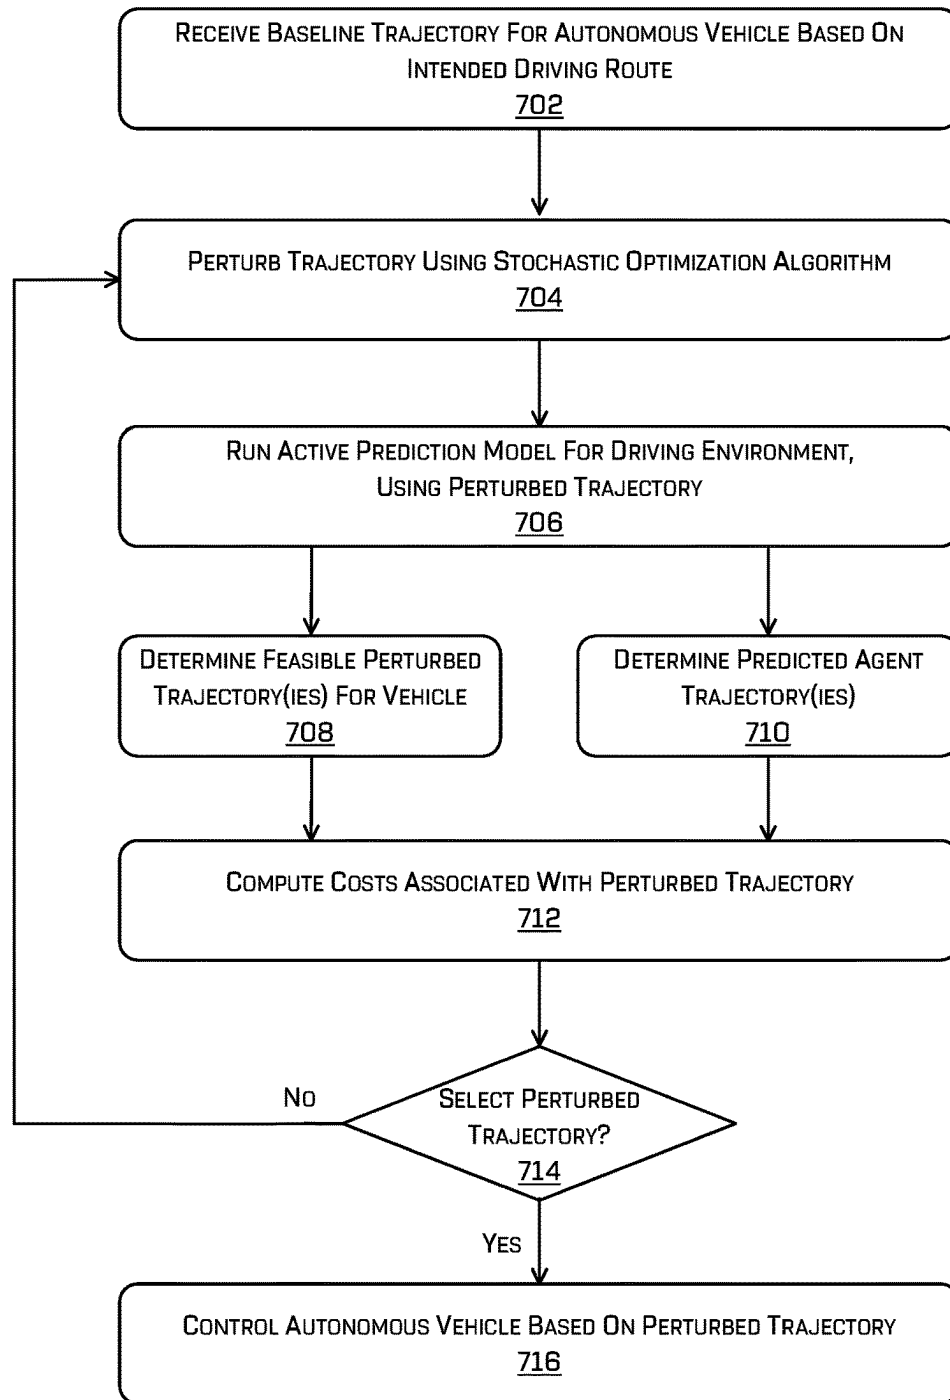 RECEIVE BASELINE TRAJECTORY FOR AUTONOMOUS VEHICLE BASED ON
INTENDED DRIVING ROUTE
702
PERTURB TRAJECTORY USING STOCHASTIC OPTIMIZATION ALGORITHM
704
RUN ACTIVE PREDICTION MODEL FOR DRIVING ENVIRONMENT,
USING PERTURBED TRAJECTORY
706
DETERMINE FEASIBLE PERTURBED
TRAJECTORY(IES) FOR VEHICLE
708
DETERMINE PREDICTED AGENT
TRAJECTORY(IES)
710
COMPUTE COSTS ASSOCIATED WITH PERTURBED TRAJECTORY
712
NO
SELECT PERTURBED
TRAJECTORY?
714
YES
CONTROL AUTONOMOUS VEHICLE BASED ON PERTURBED TRAJECTORY
716